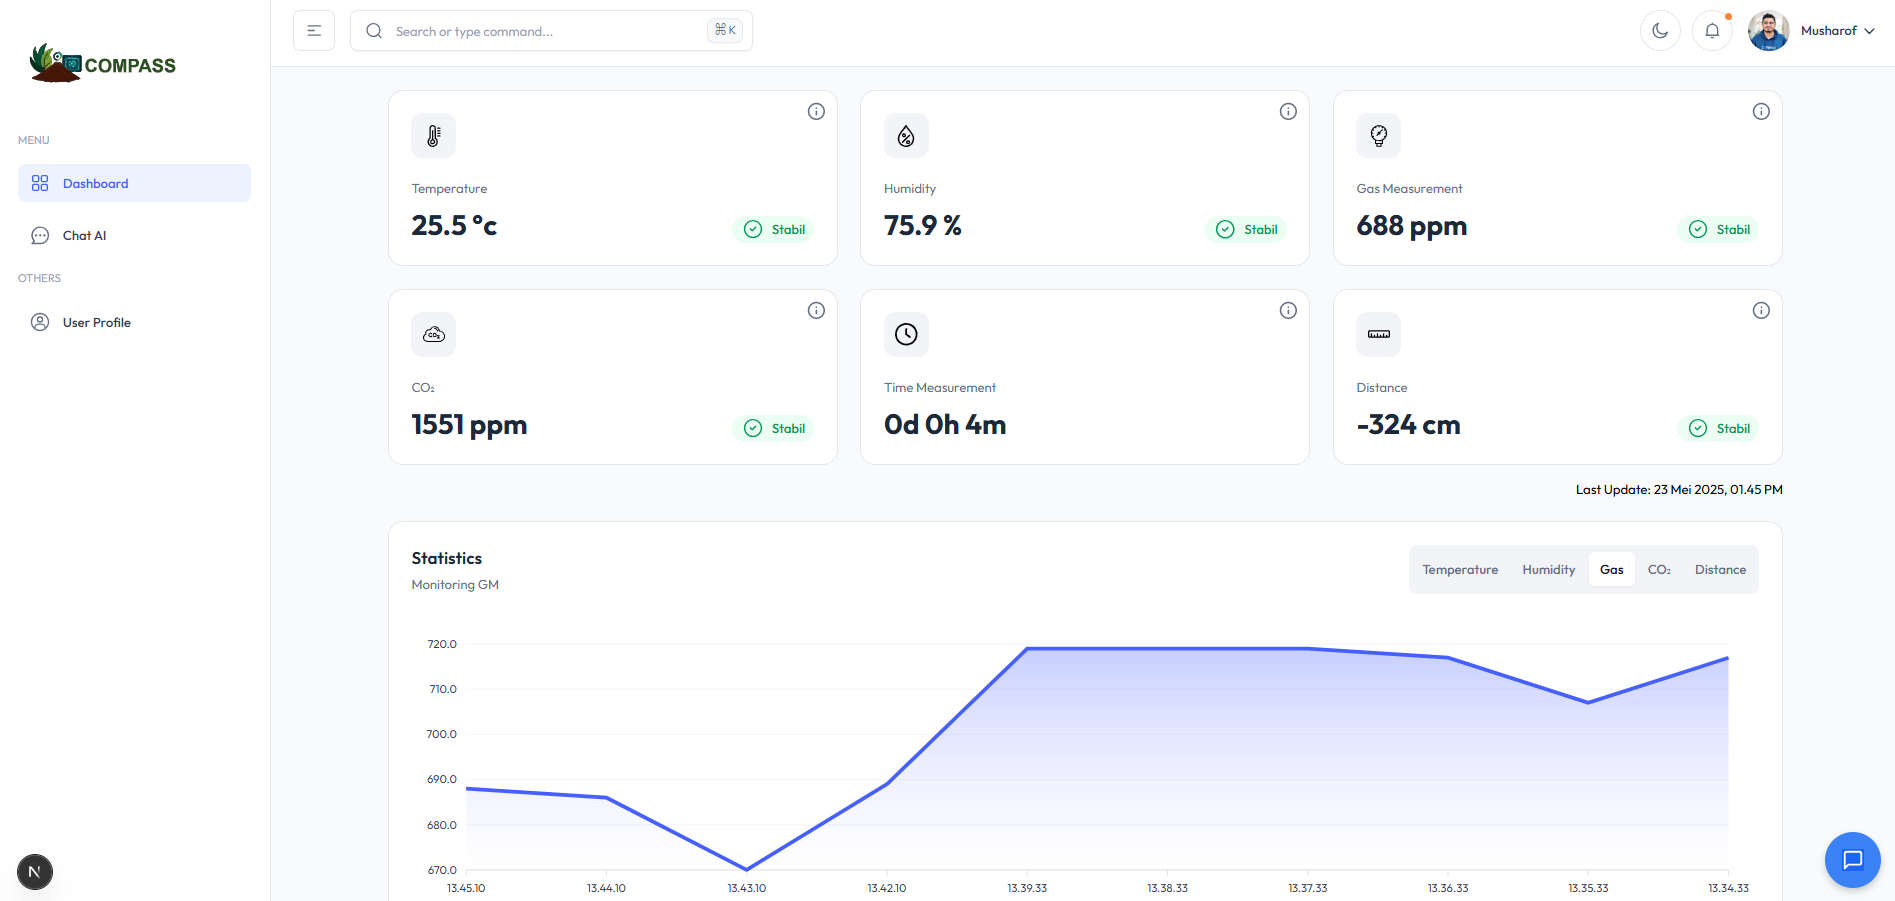 COMPASS
Search or type command...
⌘K
Musharof
MENU
Dashboard
Chat AI
OTHERS
User Profile
Temperature
25.5 °c
Stabil
Humidity
75.9 %
Stabil
Gas Measurement
688 ppm
Stabil
CO₂
CO₂
1551 ppm
Stabil
Time Measurement
0d 0h 4m
Distance
-324 cm
Stabil
Last Update: 23 Mei 2025, 01.45 PM
Statistics
Monitoring GM
Temperature Humidity Gas CO₂ Distance
720.0
710.0
700.0
690.0
680.0
670.0
13.45.10 13.44.10 13.43.10 13.42.10 13.39.33 13.38.33 13.37.33 13.36.33 13.35.33 13.34.33
N